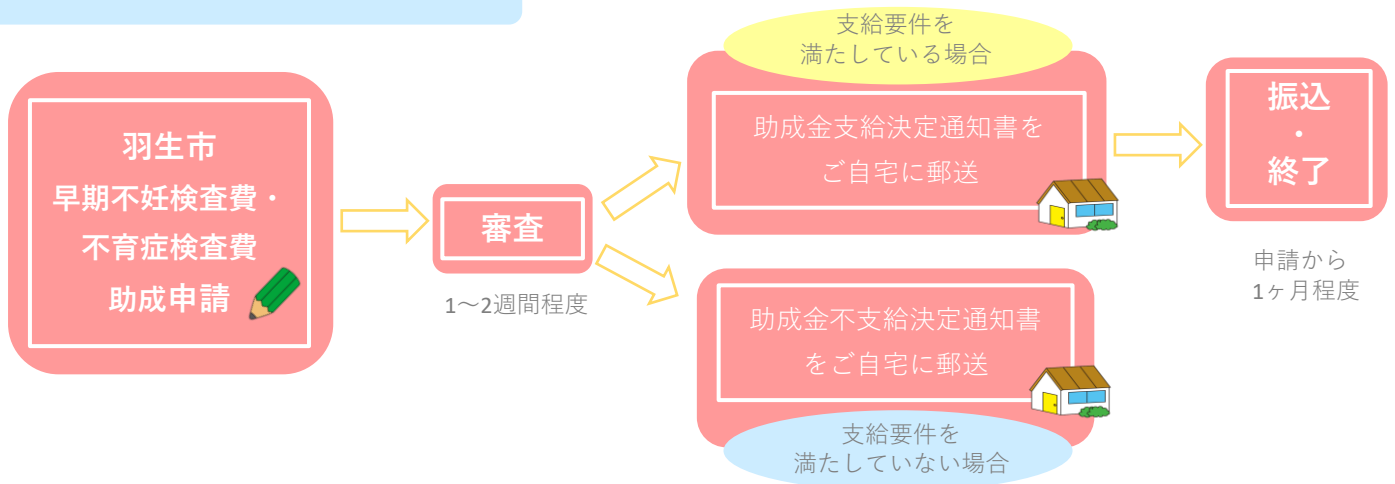 羽生市
早期不妊検査費・
不育症検査費
助成申請
審査
1～2週間程度
支給要件を
満たしている場合
助成金支給決定通知書を
ご自宅に郵送
助成金不支給決定通知書
をご自宅に郵送
支給要件を
満たしていない場合
振込
・
終了
申請から
1ヶ月程度